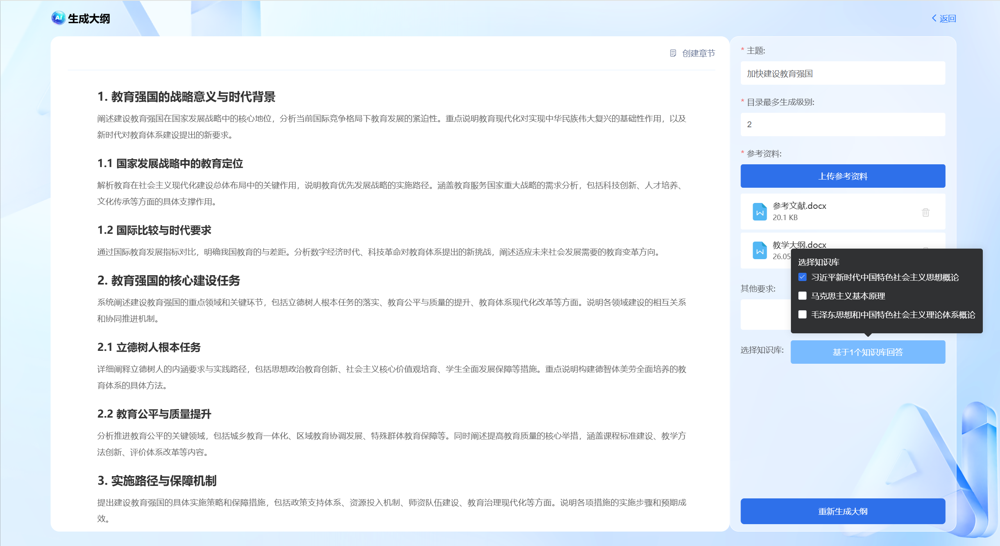 AI 生成大纲
返回
创建章节
1. 教育强国的战略意义与时代背景
阐述建设教育强国在国家发展战略中的核心地位，分析当前国际竞争格局下教育发展的紧迫性。重点说明教育现代化对实现中华民族伟大复兴的基础性作用，以及
新时代对教育体系建设提出的新要求。
1.1 国家发展战略中的教育定位
解析教育在社会主义现代化建设总体布局中的关键作用，说明教育优先发展战略的实施路径。涵盖教育服务国家重大战略的需求分析，包括科技创新、人才培养、
文化传承等方面的具体支撑作用。
1.2 国际比较与时代要求
通过国际教育发展指标对比，明确我国教育的与差距。分析数字经济时代、科技革命对教育体系提出的新挑战，阐述适应未来社会发展需要的教育变革方向。
2. 教育强国的核心建设任务
系统阐述建设教育强国的重点领域和关键环节，包括立德树人根本任务的落实、教育公平与质量的提升、教育体系现代化改革等方面。说明各领域建设的相互关系
和协同推进机制。
2.1 立德树人根本任务
详细阐释立德树人的内涵要求与实践路径，包括思想政治教育创新、社会主义核心价值观培育、学生全面发展保障等措施。重点说明构建德智体美劳全面培养的教
育体系的具体方法。
2.2 教育公平与质量提升
分析推进教育公平的关键领域，包括城乡教育一体化、区域教育协调发展、特殊群体教育保障等。同时阐述提高教育质量的核心举措，涵盖课程标准建设、教学方
法创新、评价体系改革等内容。
3. 实施路径与保障机制
提出建设教育强国的具体实施策略和保障措施，包括政策支持体系、资源投入机制、师资队伍建设、教育治理现代化等方面。说明各项措施的实施步骤和预期成
效。
* 主题:
加快建设教育强国
* 目录最多生成级别:
2
* 参考资料:
上传参考资料
参考文献.docx
20.1 KB
教学大纲.docx
26.05
其他要求:
选择知识库
习近平新时代中国特色社会主义思想概论
马克思主义基本原理
毛泽东思想和中国特色社会主义理论体系概论
选择知识库:
基于1个知识库回答
重新生成大纲